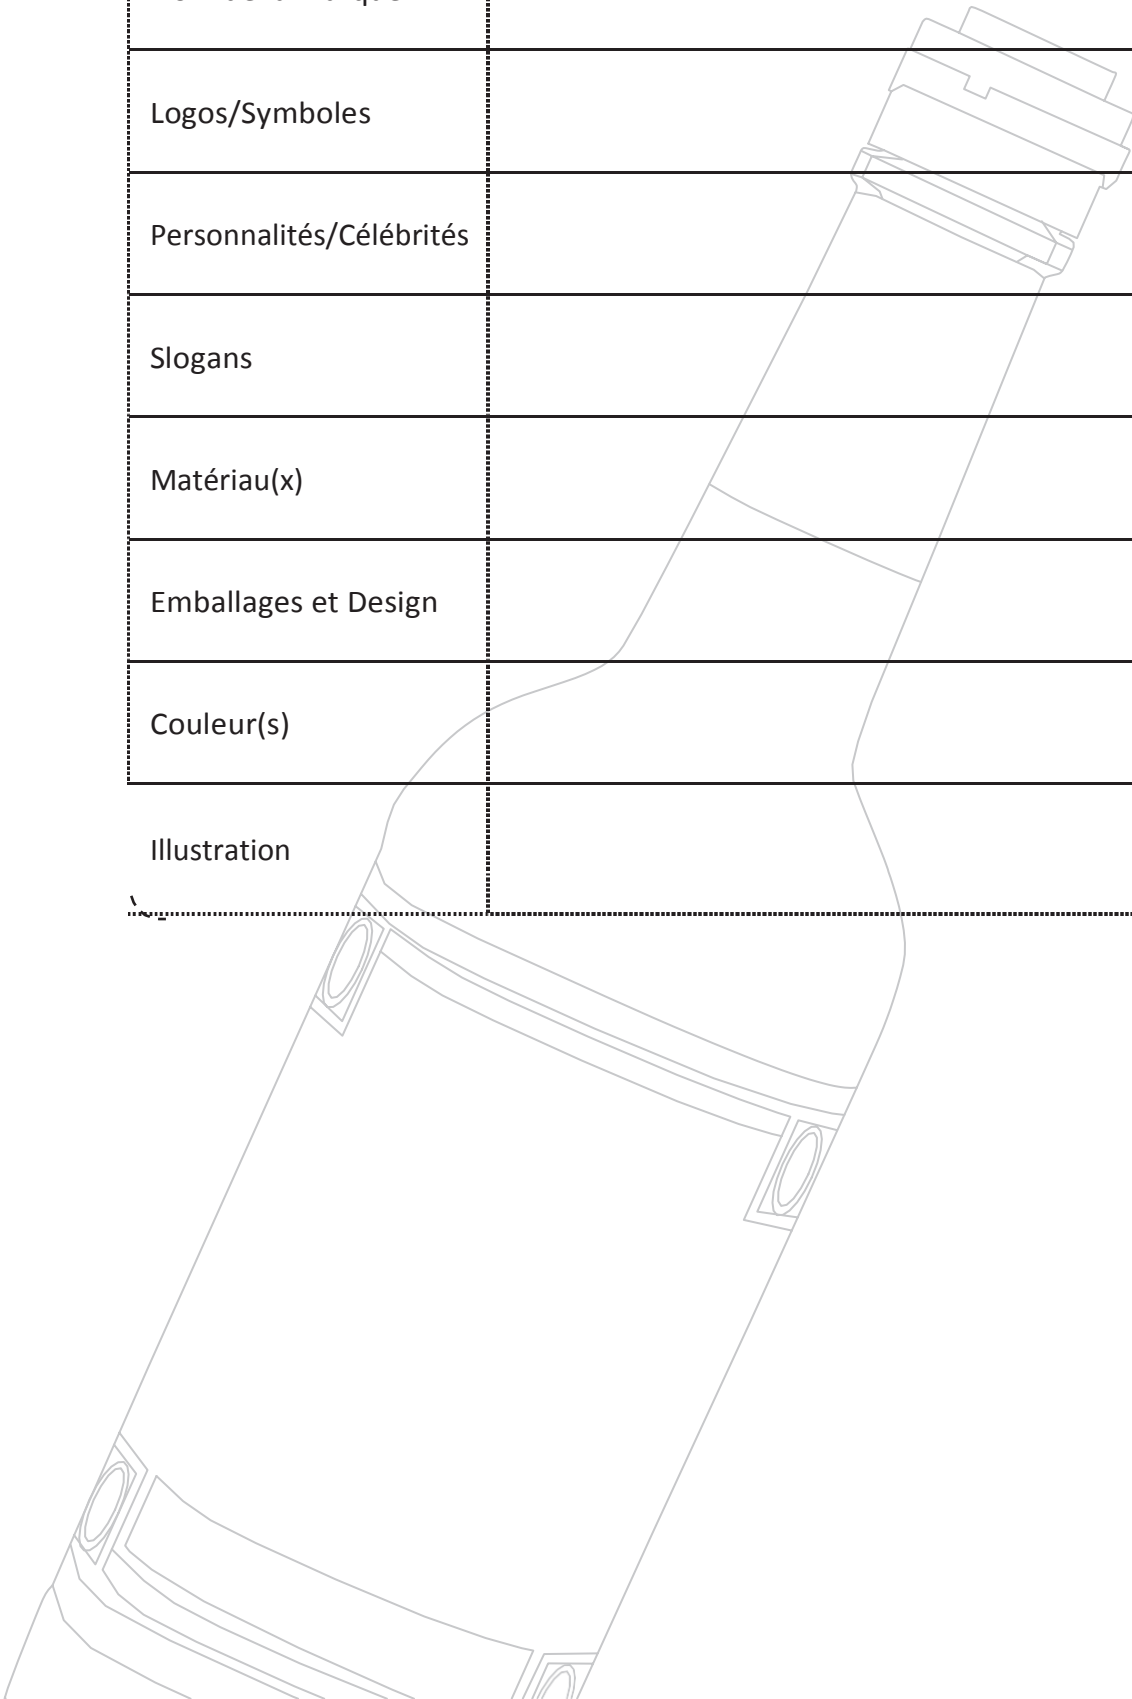 Logos/Symboles
Personnalités/Célébrités
Slogans
Matériau(x)
Emballages et Design
Couleur(s)
Illustration